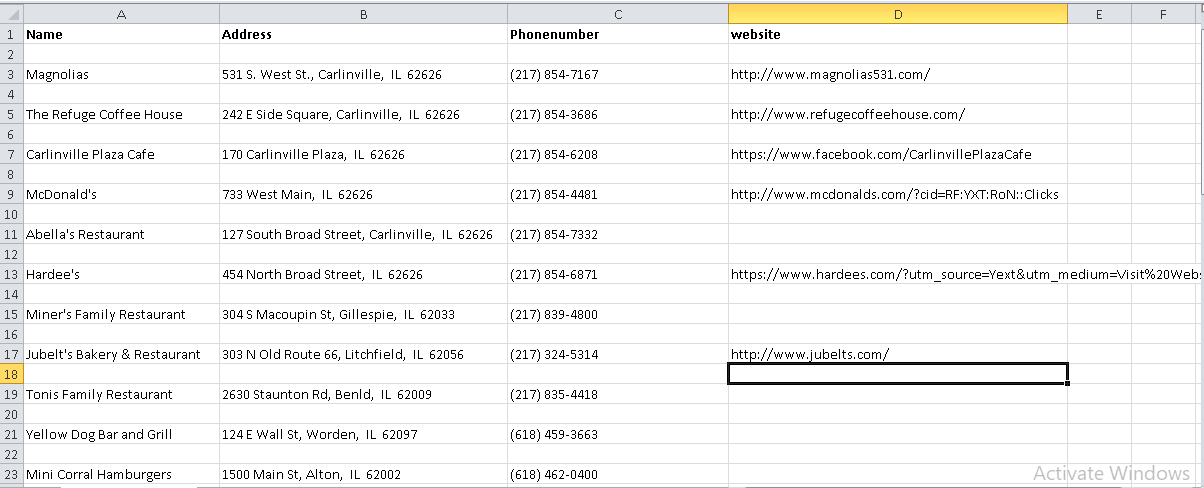 A B C D E F
1 Name Address Phonenumber website
2
3 Magnolias 531 S. West St., Carlinville, IL 62626 (217) 854-7167 http://www.magnolias531.com/
4
5 The Refuge Coffee House 242 E Side Square, Carlinville, IL 62626 (217) 854-3686 http://www.refugecoffeehouse.com/
6
7 Carlinville Plaza Cafe 170 Carlinville Plaza, IL 62626 (217) 854-6208 https://www.facebook.com/CarlinvillePlazaCafe
8
9 McDonald's 733 West Main, IL 62626 (217) 854-4481 http://www.mcdonalds.com/?cid=RF:YXT:RoN::Clicks
10
11 Abella's Restaurant 127 South Broad Street, Carlinville, IL 62626 (217) 854-7332
12
13 Hardee's 454 North Broad Street, IL 62626 (217) 854-6871 https://www.hardees.com/?utm_source=Yext&utm_medium=Visit%20Webs
14
15 Miner's Family Restaurant 304 S Macoupin St, Gillespie, IL 62033 (217) 839-4800
16
17 Jubelt's Bakery & Restaurant 303 N Old Route 66, Litchfield, IL 62056 (217) 324-5314 http://www.jubelts.com/
18
19 Tonis Family Restaurant 2630 Staunton Rd, Benld, IL 62009 (217) 835-4418
20
21 Yellow Dog Bar and Grill 124 E Wall St, Worden, IL 62097 (618) 459-3663
22
23 Mini Corral Hamburgers 1500 Main St, Alton, IL 62002 (618) 462-0400
Activate Windows